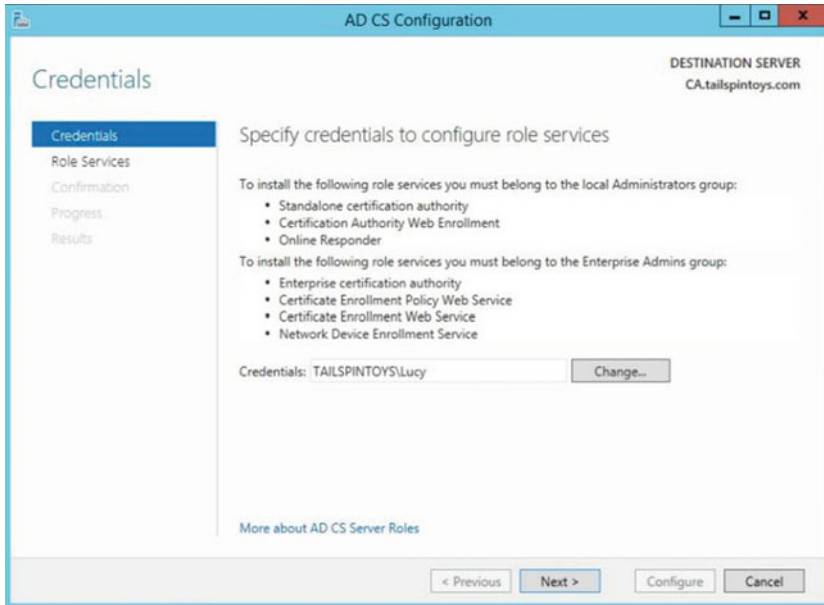 AD CS Configuration
Credentials
DESTINATION SERVER
CA.tailspintoys.com
Credentials
Role Services
Confirmation
Progress
Results
Specify credentials to configure role services
To install the following role services you must belong to the local Administrators group:
• Standalone certification authority
• Certification Authority Web Enrollment
• Online Responder
To install the following role services you must belong to the Enterprise Admins group:
• Enterprise certification authority
• Certificate Enrollment Policy Web Service
• Certificate Enrollment Web Service
• Network Device Enrollment Service
Credentials: TAILSPINTOYS\Lucy Change...
More about AD CS Server Roles
< Previous Next > Configure Cancel